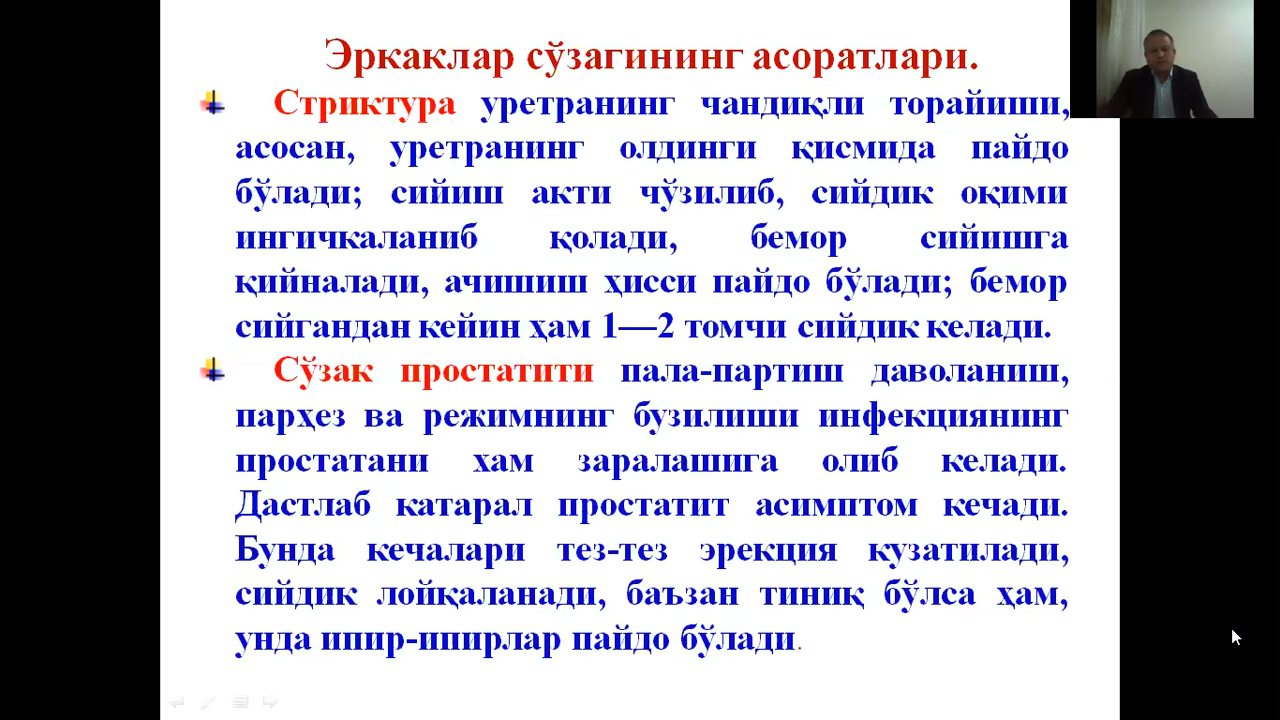 Эркаклар сўзагининг асоратлари.
Стриктура уретранинг чандиқли торайиши,
асосан, уретранинг олдинги қисмида пайдо
бўлади; сийиш акти чўзилиб, сийдик оқими
ингичкаланиб қолади, бемор сийишга
қийналади, ачишиш ҳисси пайдо бўлади; бемор
сийгандан кейин ҳам 1—2 томчи сийдик келади.
Сўзак простатити пала-партиш даволаниш,
парҳез ва режимнинг бузилиши инфекциянинг
простатани хам заралашига олиб келади.
Дастлаб катарал простатит асимптом кечади.
Бунда кечалари тез-тез эрекция кузатилади,
сийдик лойқаланади, баъзан тиниқ бўлса ҳам,
унда ипир-ипирлар пайдо бўлади.